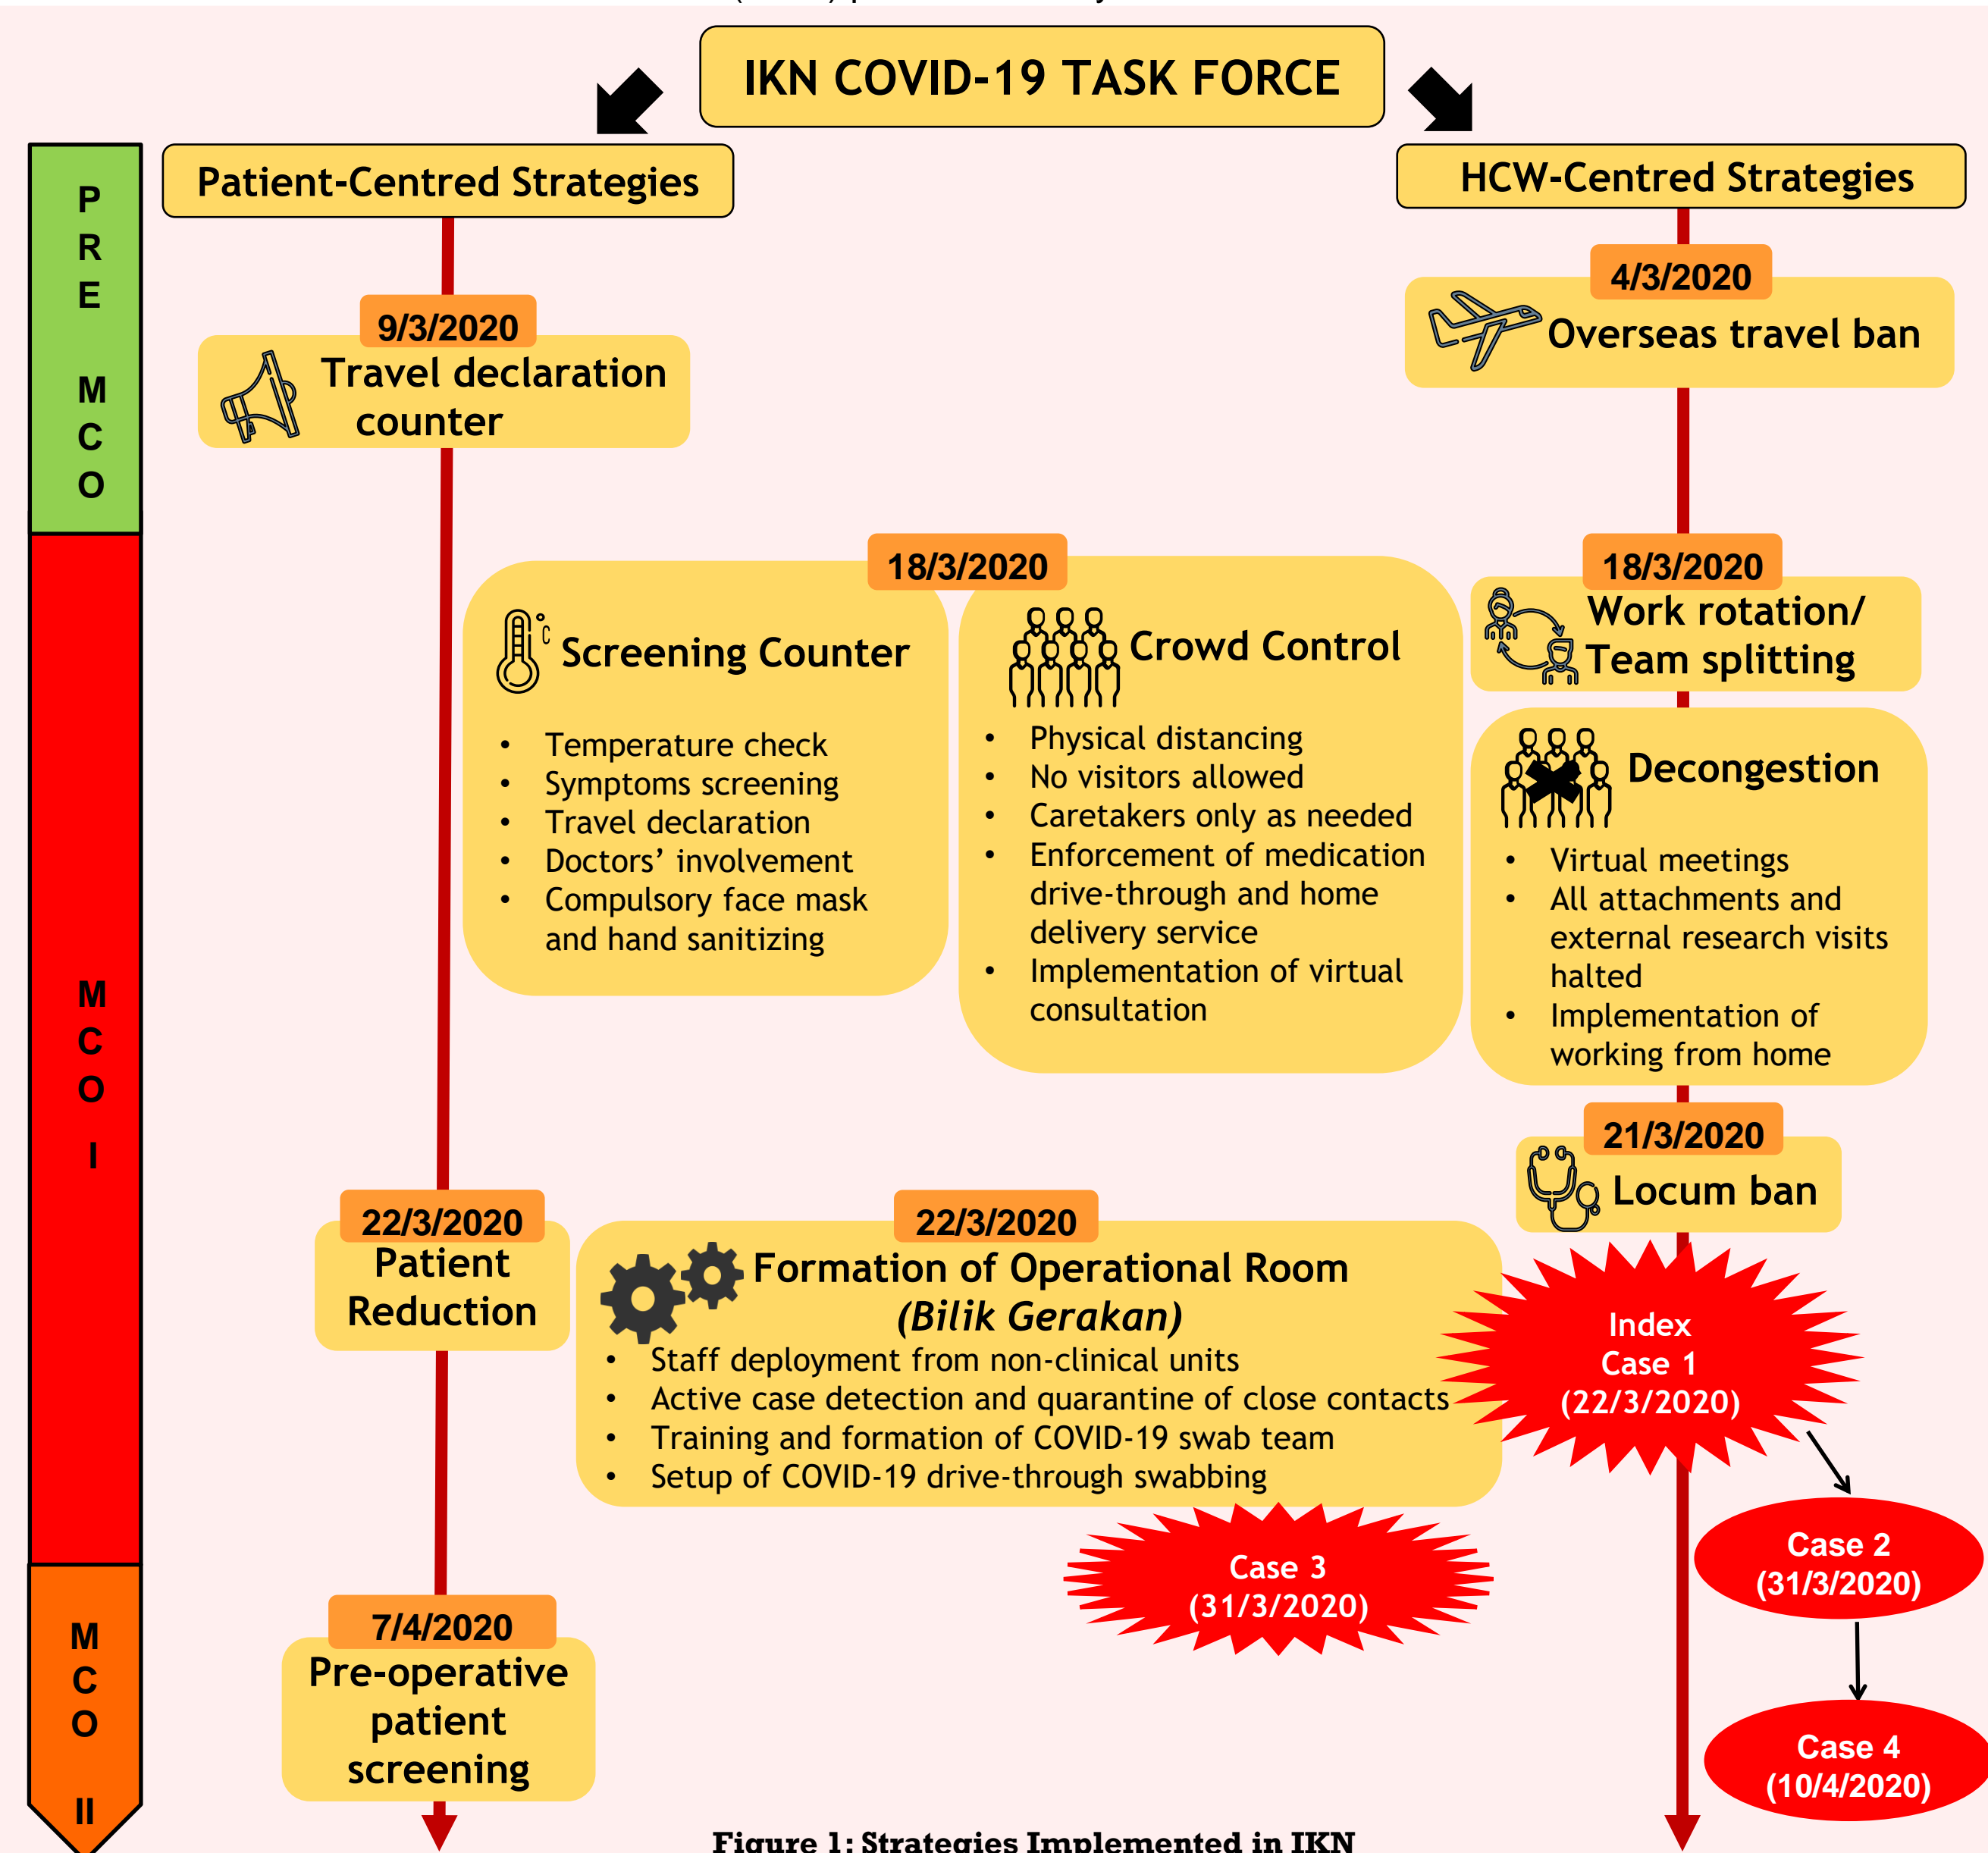 IKN COVID-19 TASK FORCE
Patient-Centred Strategies
HCW-Centred Strategies
PRE MCO
4/3/2020
Overseas travel ban
9/3/2020
Travel declaration
counter
18/3/2020
Screening Counter
°C
• Temperature check
• Symptoms screening
• Travel declaration
• Doctors’ involvement
• Compulsory face mask
and hand sanitizing
Crowd Control
• Physical distancing
• No visitors allowed
• Caretakers only as needed
• Enforcement of medication
drive-through and home
delivery service
• Implementation of virtual
consultation
18/3/2020
Work rotation/
Team splitting
Decongestion
• Virtual meetings
• All attachments and
external research visits
halted
• Implementation of
working from home
MCO I
21/3/2020
Locum ban
22/3/2020
Patient
Reduction
22/3/2020
Formation of Operational Room
(Bilik Gerakan)
• Staff deployment from non-clinical units
• Active case detection and quarantine of close contacts
• Training and formation of COVID-19 swab team
• Setup of COVID-19 drive-through swabbing
Index
Case 1
(22/3/2020)
Case 2
(31/3/2020)
Case 3
(31/3/2020)
MCO II
7/4/2020
Pre-operative
patient
screening
Case 4
(10/4/2020)
Figure 1: Strategies Implemented in IKN